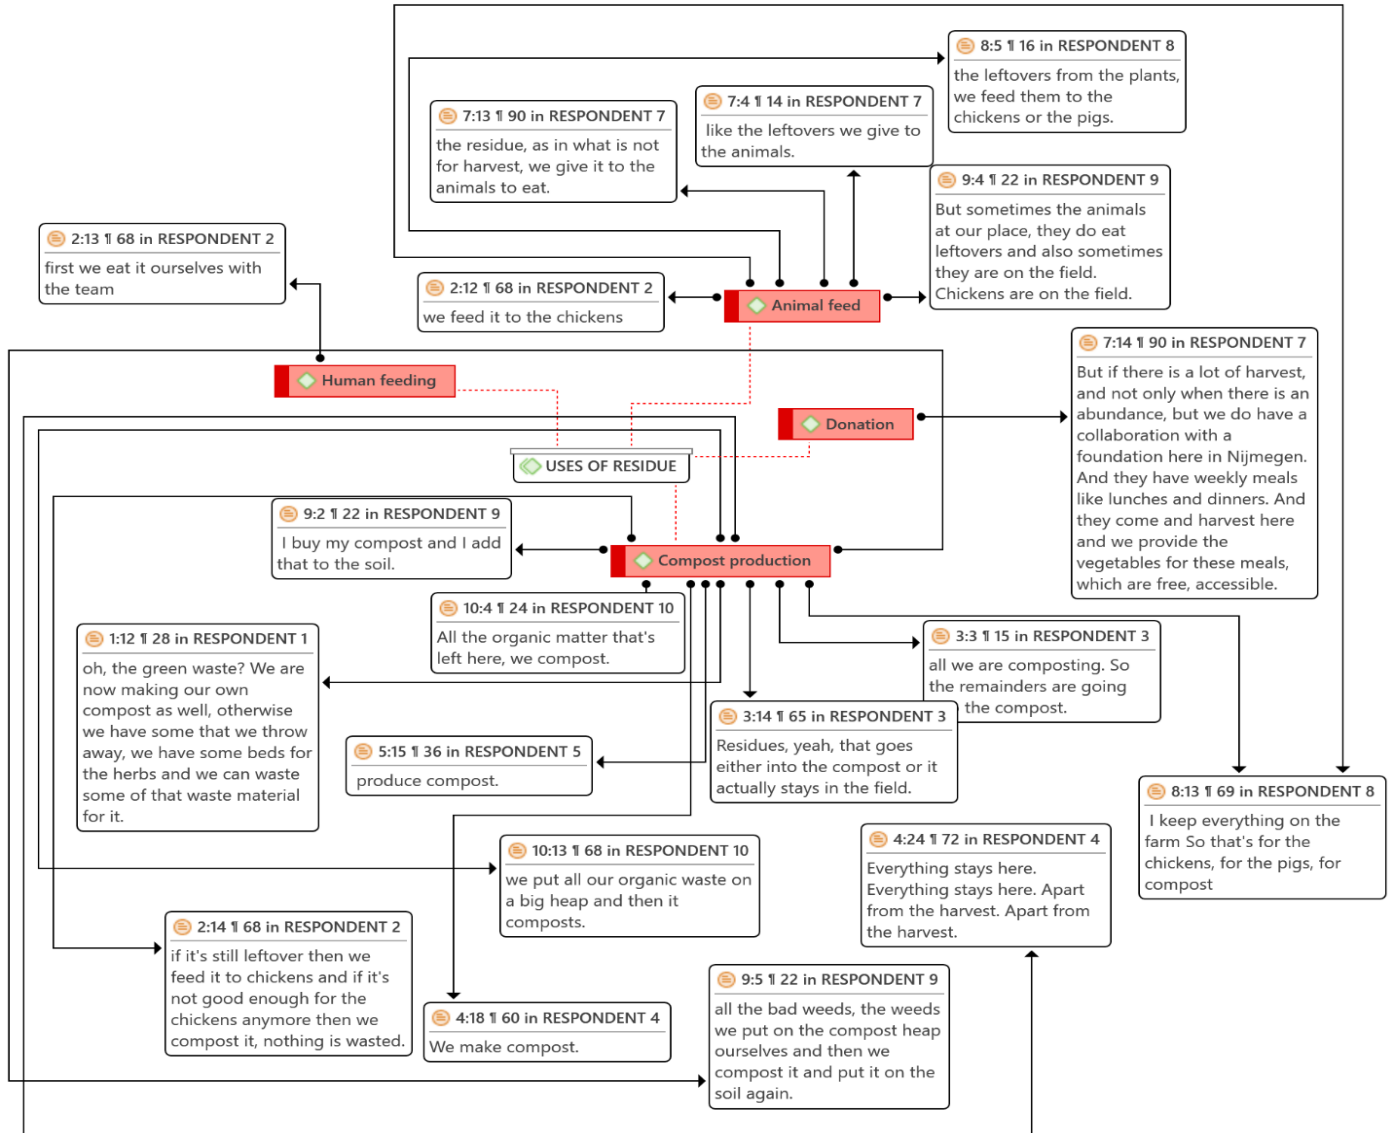 8:5 ¶ 16 in RESPONDENT 8
the leftovers from the plants,
we feed them to the
chickens or the pigs.
7:4 ¶ 14 in RESPONDENT 7
like the leftovers we give to
the animals.
7:13 ¶ 90 in RESPONDENT 7
the residue, as in what is not
for harvest, we give it to the
animals to eat.
9:4 ¶ 22 in RESPONDENT 9
But sometimes the animals
at our place, they do eat
leftovers and also sometimes
they are on the field.
Chickens are on the field.
2:13 ¶ 68 in RESPONDENT 2
first we eat it ourselves with
the team
2:12 ¶ 68 in RESPONDENT 2
we feed it to the chickens
Animal feed
7:14 ¶ 90 in RESPONDENT 7
But if there is a lot of harvest,
and not only when there is an
abundance, but we do have a
collaboration with a
foundation here in Nijmegen.
And they have weekly meals
like lunches and dinners. And
they come and harvest here
and we provide the
vegetables for these meals,
which are free, accessible.
Human feeding
Donation
USES OF RESIDUE
9:2 ¶ 22 in RESPONDENT 9
I buy my compost and I add
that to the soil.
Compost production
10:4 ¶ 24 in RESPONDENT 10
All the organic matter that's
left here, we compost.
1:12 ¶ 28 in RESPONDENT 1
oh, the green waste? We are
now making our own
compost as well, otherwise
we have some that we throw
away, we have some beds for
the herbs and we can waste
some of that waste material
for it.
3:3 ¶ 15 in RESPONDENT 3
all we are composting. So
the remainders are going
the compost.
3:14 ¶ 65 in RESPONDENT 3
Residues, yeah, that goes
either into the compost or it
actually stays in the field.
5:15 ¶ 36 in RESPONDENT 5
produce compost.
8:13 ¶ 69 in RESPONDENT 8
I keep everything on the
farm So that's for the
chickens, for the pigs, for
compost
4:24 ¶ 72 in RESPONDENT 4
Everything stays here.
Everything stays here. Apart
from the harvest. Apart from
the harvest.
10:13 ¶ 68 in RESPONDENT 10
we put all our organic waste on
a big heap and then it
composts.
2:14 ¶ 68 in RESPONDENT 2
if it's still leftover then we
feed it to chickens and if it's
not good enough for the
chickens anymore then we
compost it, nothing is wasted.
9:5 ¶ 22 in RESPONDENT 9
all the bad weeds, the weeds
we put on the compost heap
ourselves and then we
compost it and put it on the
soil again.
4:18 ¶ 60 in RESPONDENT 4
We make compost.